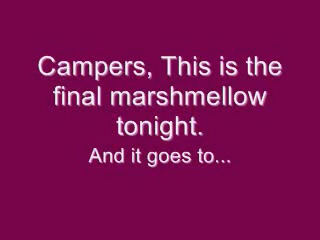 Campers, This is the
final marshmellow
tonight.
And it goes to...